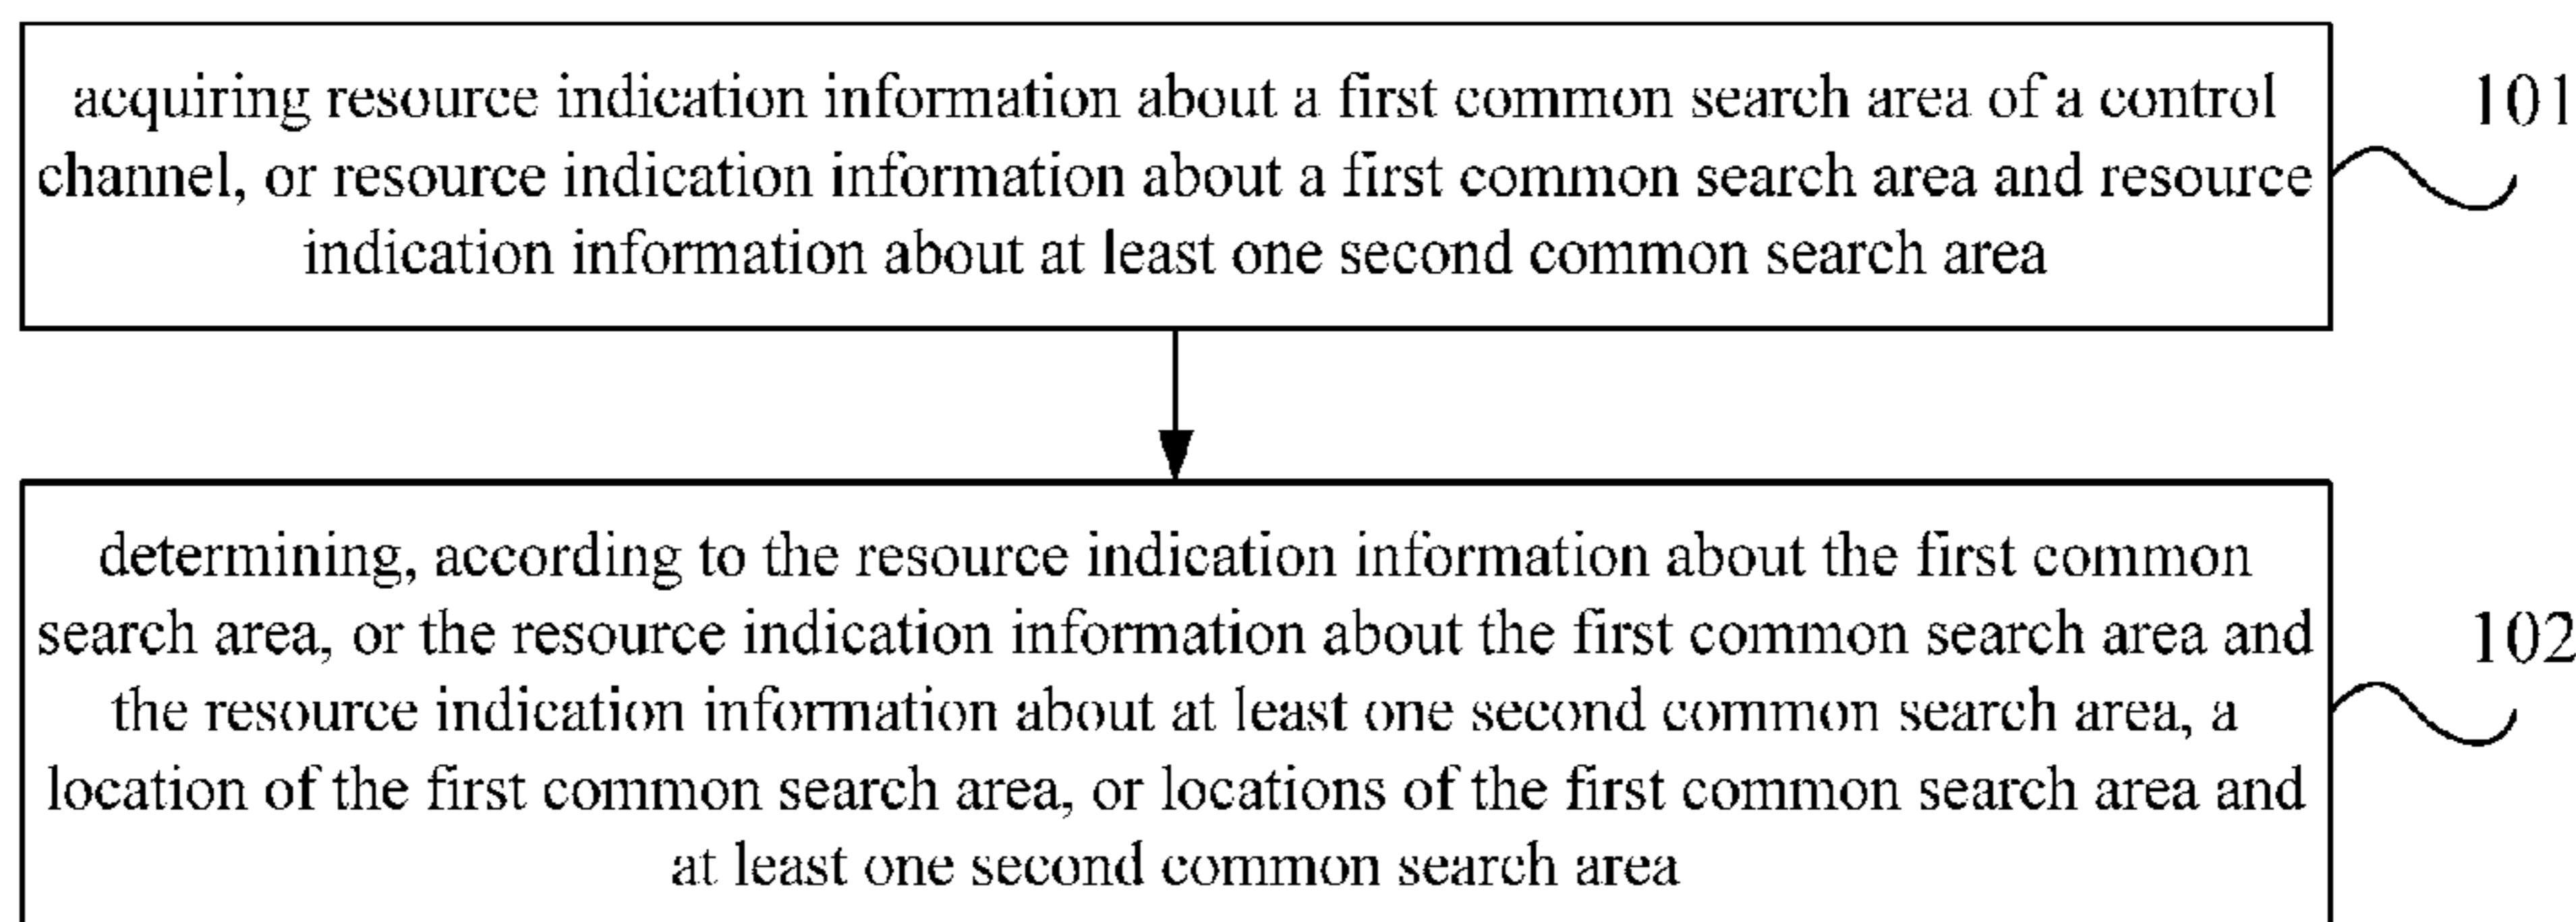 acquiring resource indication information about a first common search area of a control
channel, or resource indication information about a first common search area and resource
indication information about at least one second common search area
101
determining, according to the resource indication information about the first common
search area, or the resource indication information about the first common search area and
the resource indication information about at least one second common search area, a
location of the first common search area, or locations of the first common search area and
at least one second common search area
102